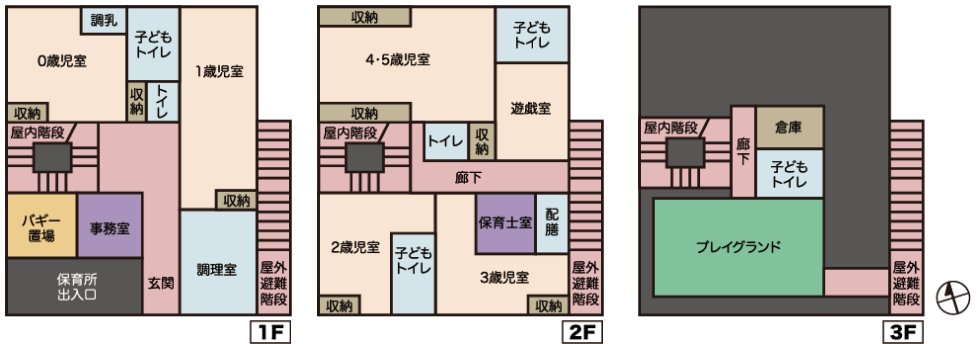 調乳
子ども
トイレ
0歳児室
1歳児室
収納
トイレ
収納
屋内階段
収納
バギー
置場
事務室
保育所
出入口
玄関
調理室
屋外
避難
階段
1F
収納
子ども
トイレ
4・5歳児室
遊戯室
収納
屋内階段
トイレ
収納
廊下
2歳児室
子ども
トイレ
保育士室
配膳
3歳児室
収納
収納
屋外
避難
階段
2F
屋内階段
廊下
倉庫
子ども
トイレ
プレイグランド
屋外
避難
階段
3F